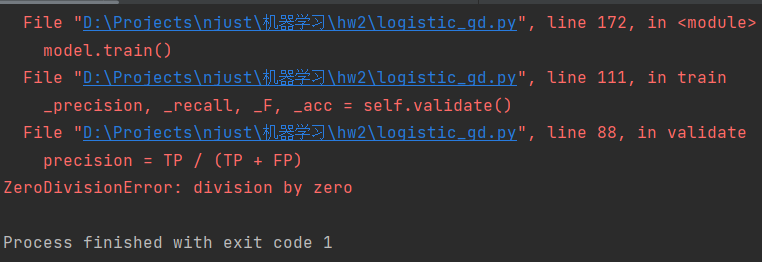 File "D:\Projects\njust\机器学习\hw2\logistic_gd.py", line 172, in <module>
model.train()
File "D:\Projects\njust\机器学习\hw2\logistic_gd.py", line 111, in train
_precision, _recall, _F, _acc = self.validate()
File "D:\Projects\njust\机器学习\hw2\logistic_gd.py", line 88, in validate
precision = TP / (TP + FP)
ZeroDivisionError: division by zero
Process finished with exit code 1